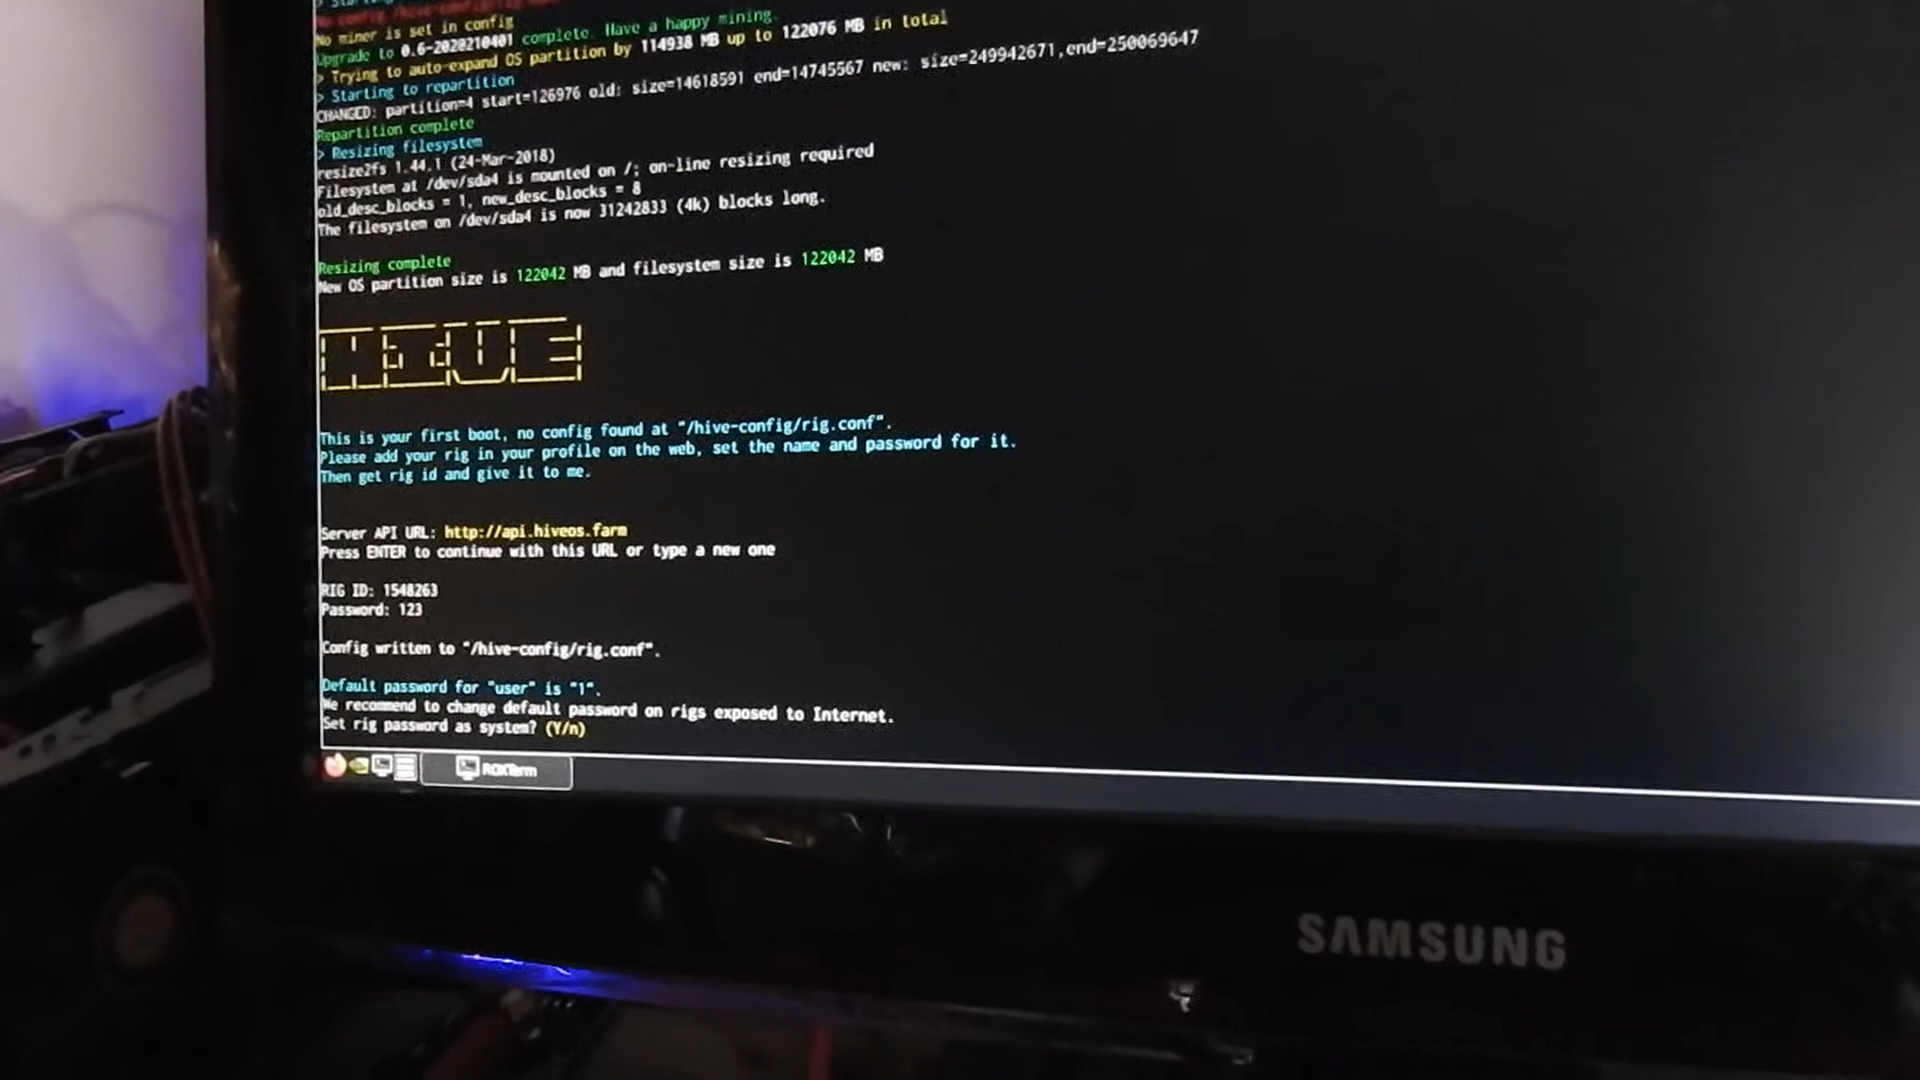 No miner is set in config
Upgrade to 0.6-2020210401 complete. Have a happy mining.
> Trying to auto-expand OS partition by 114938 MB up to 122076 MB in total
> Starting to repartition
CHANGED: partition=4 start=126976 old: size=14618591 end=14745567 new: size=249942671,end=250069647
Repartition complete
> Resizing filesystem
resize2fs 1.44.1 (24-Mar-2018)
Filesystem at /dev/sda4 is mounted on /; on-line resizing required
old_desc_blocks = 1, new_desc_blocks = 8
The filesystem on /dev/sda4 is now 31242833 (4k) blocks long.
Resizing complete
New OS partition size is 122042 MB and filesystem size is 122042 MB
HIVE
This is your first boot, no config found at "/hive-config/rig.conf".
Please add your rig in your profile on the web, set the name and password for it.
Then get rig id and give it to me.
Server API URL: http://api.hiveos.farm
Press ENTER to continue with this URL or type a new one
RIG ID: 1548263
Password: 123
Config written to "/hive-config/rig.conf".
Default password for "user" is "1".
We recommend to change default password on rigs exposed to Internet.
Set rig password as system? (Y/n)
ROXTerm
SAMSUNG